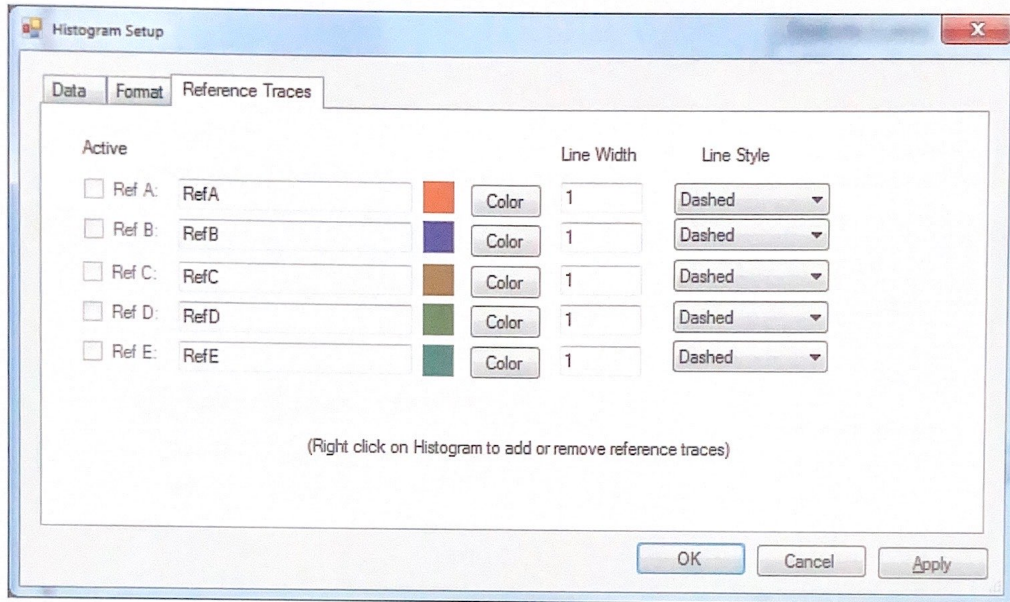 Histogram Setup
X
Data Format Reference Traces
Active Line Width Line Style
Ref A: RefA Color 1 Dashed
Ref B: RefB Color 1 Dashed
Ref C: RefC Color 1 Dashed
Ref D: RefD Color 1 Dashed
Ref E: RefE Color 1 Dashed
(Right click on Histogram to add or remove reference traces)
OK Cancel Apply